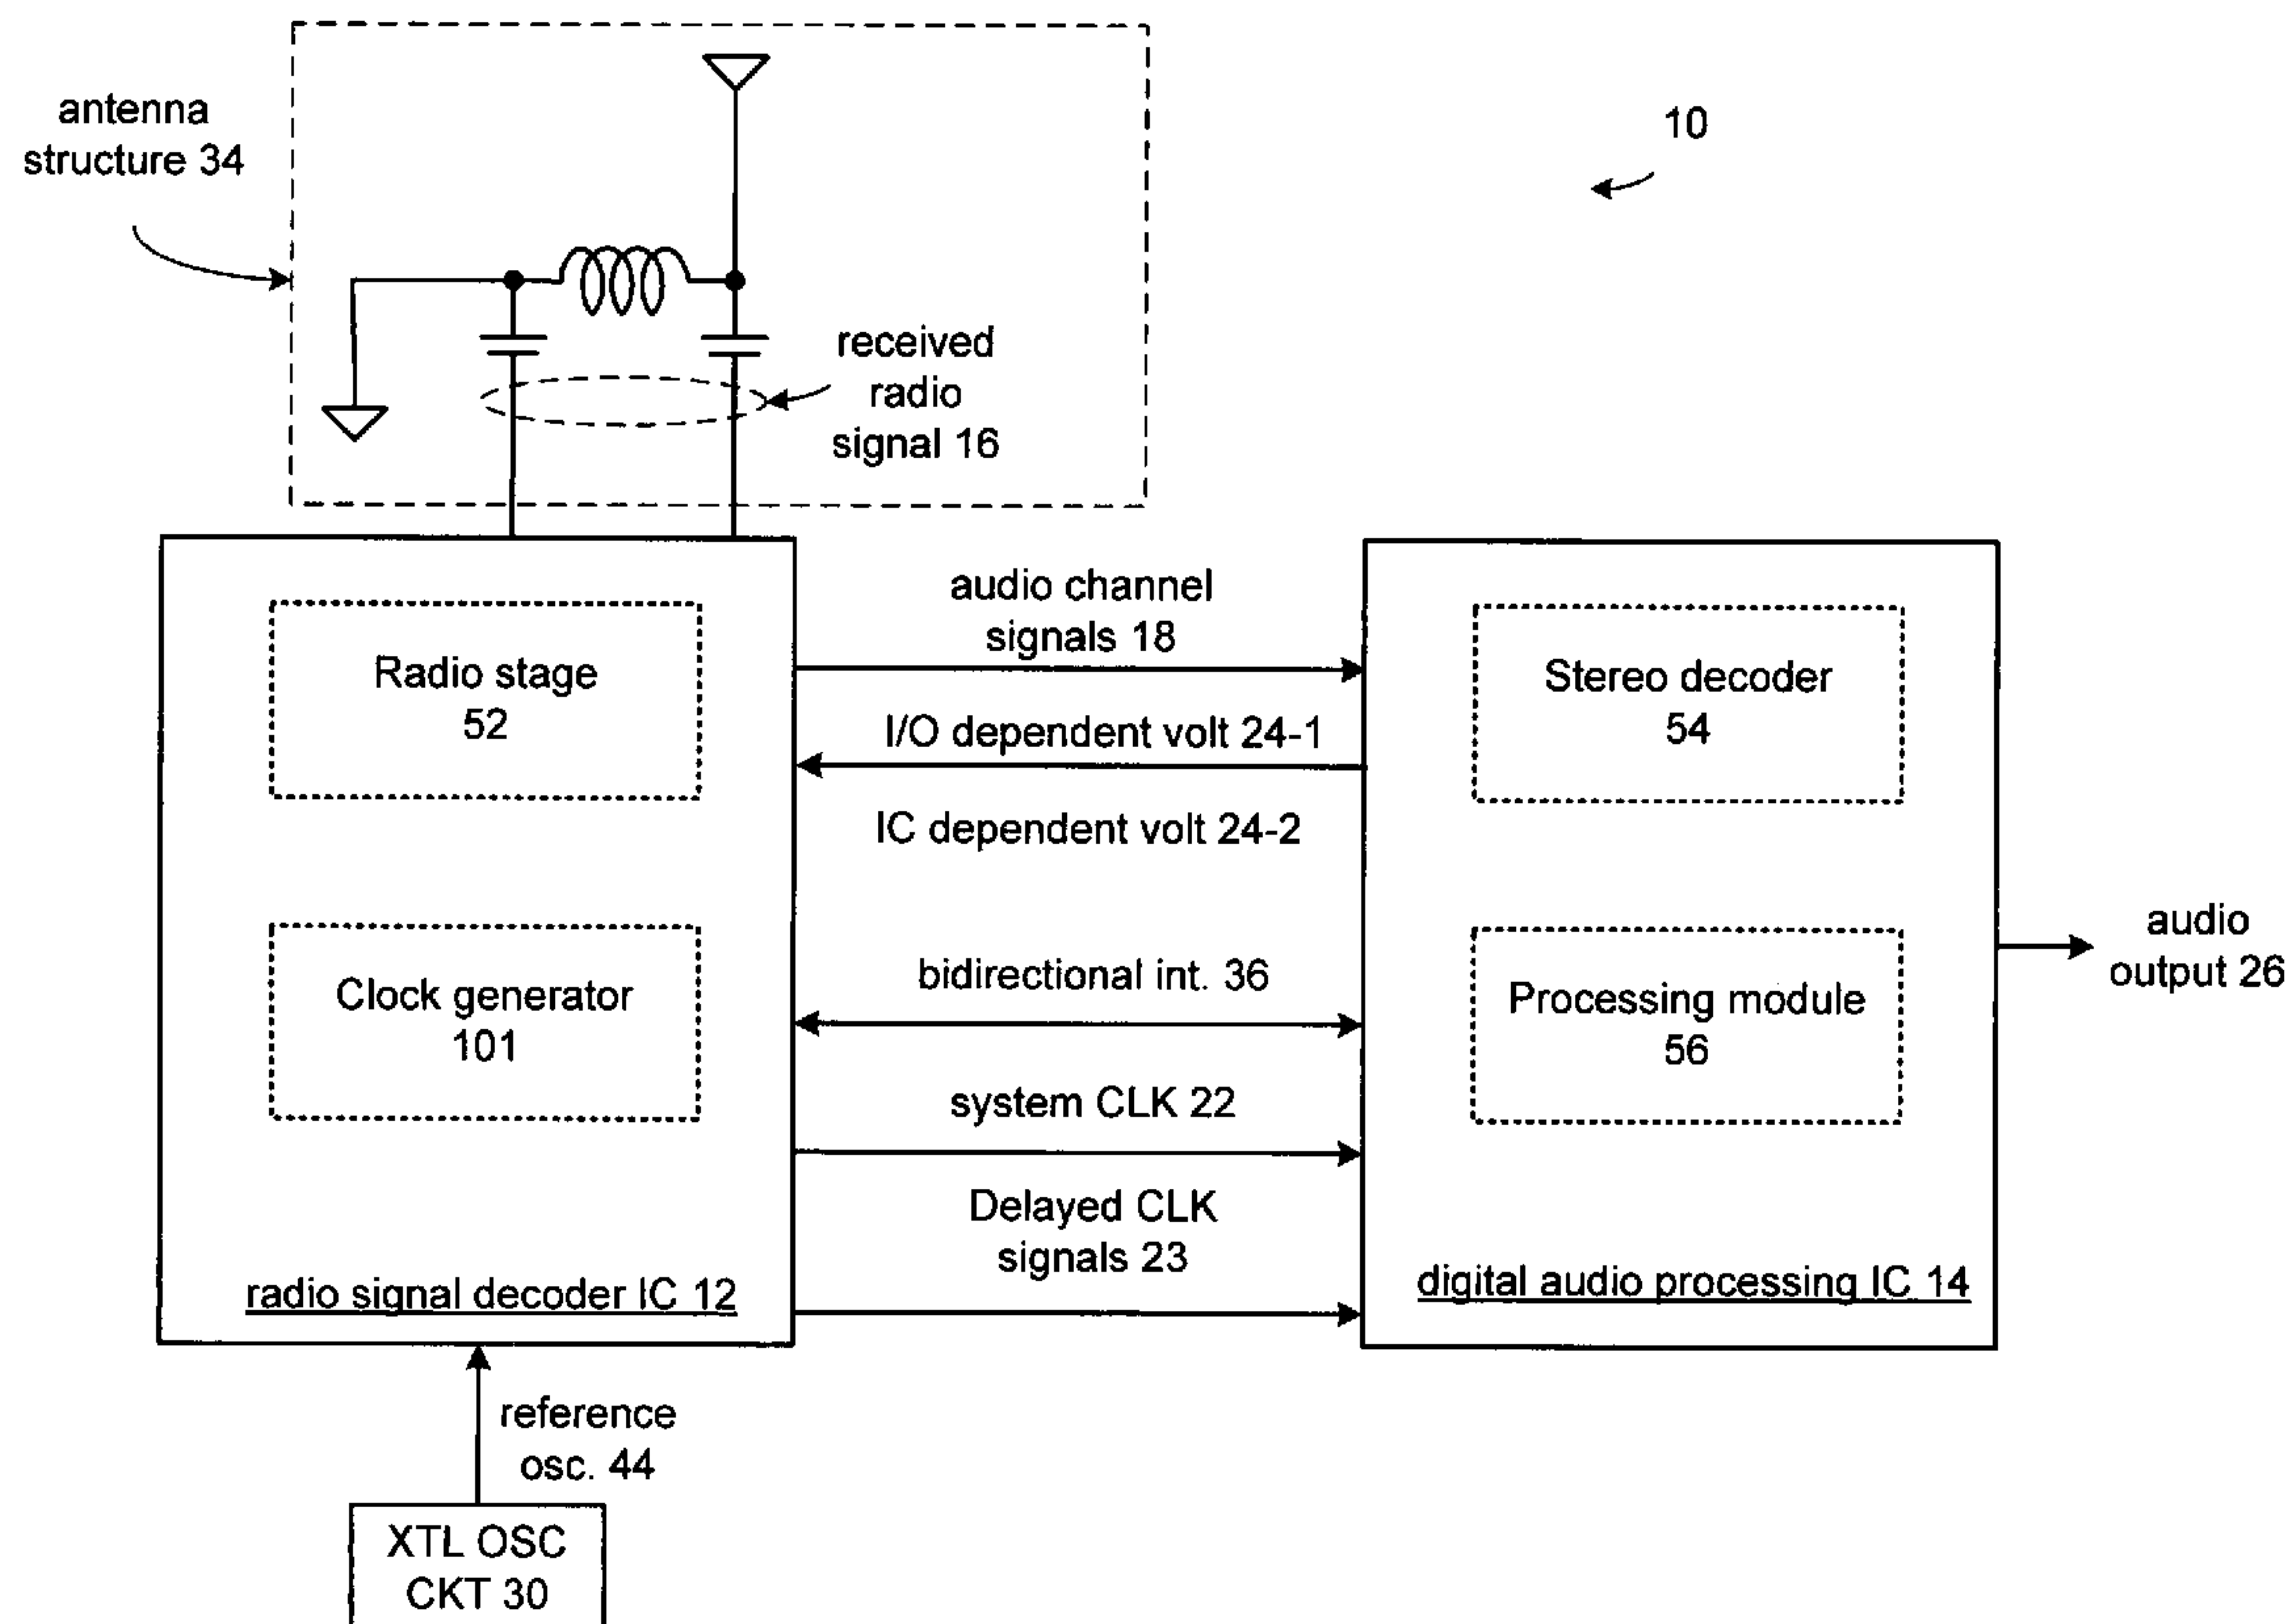 antenna
structure 34
10
received
radio
signal 16
audio channel
signals 18
Radio stage
52
Stereo decoder
54
I/O dependent volt 24-1
IC dependent volt 24-2
audio
output 26
bidirectional int. 36
Clock generator
101
Processing module
56
system CLK 22
Delayed CLK
signals 23
radio signal decoder IC 12
digital audio processing IC 14
reference
osc. 44
XTL OSC
CKT 30